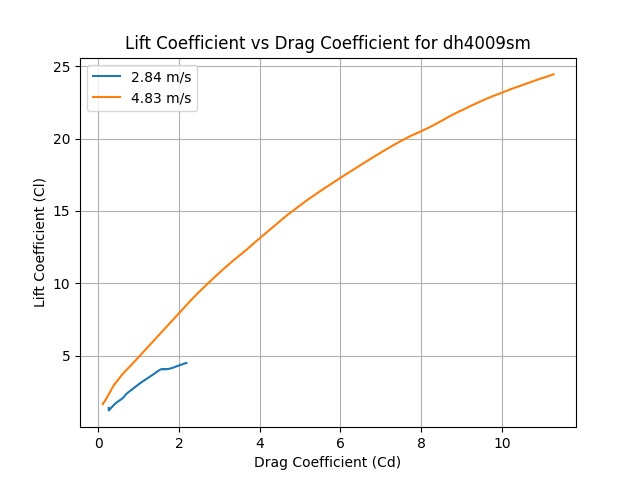 Lift Coefficient vs Drag Coefficient for dh4009sm
2.84 m/s
4.83 m/s
25
20
15
10
5
Lift Coefficient (Cl)
0 2 4 6 8 10
Drag Coefficient (Cd)